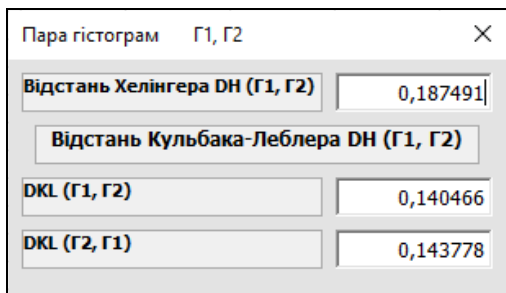 Пара гістограм Г1, Г2
Відстань Хелінгера DH (Г1, Г2) 0,187491
Відстань Кульбака-Леблера DH (Г1, Г2)
DKL (Г1, Г2) 0,140466
DKL (Г2, Г1) 0,143778